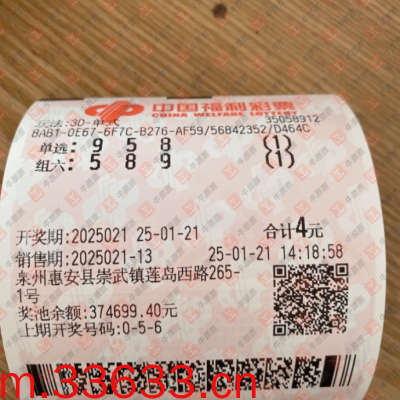 中国福利彩票
CHINA WELFARE LOTTERY
玩法:3D-单式 35058912
BAB1-0E67-6F7C-B276-AF59/56842352/D464C
单选: 9 5 8 (1)
组六: 5 8 9 (1)
开奖期:2025021 25-01-21 合计4元
销售期:2025021-13 25-01-21 14:18:58
泉州惠安县崇武镇莲岛西路265-
1号
奖池余额:374699.40元
上期开奖号码:0-5-6
m.33633.cn